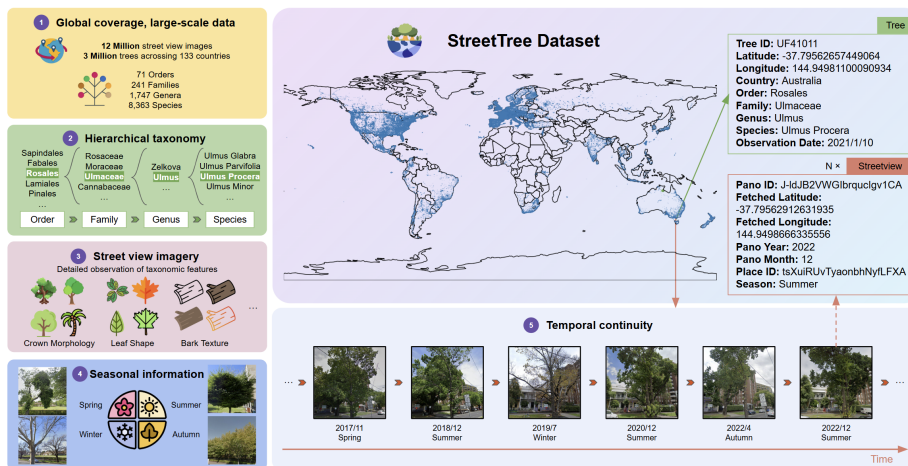 1 Global coverage, large-scale data
12 Million street view images
3 Million trees acrossing 133 countries
71 Orders
241 Families
1,747 Genera
8,363 Species
2 Hierarchical taxonomy
Sapindales
Fabales
Rosales
Lamiales
Pinales
...
Rosaceae
Moraceae
Ulmaceae
Cannabaceae
...
Zelkova
Ulmus
...
Ulmus Glabra
Ulmus Parvifolia
Ulmus Procera
Ulmus Minor
...
Order Family Genus Species
3 Street view imagery
Detailed observation of taxonomic features
...
Crown Morphology Leaf Shape Bark Texture
4 Seasonal information
Spring Summer
Winter Autumn
StreetTree Dataset
Tree
Tree ID: UF41011
Latitude: -37.79562657449064
Longitude: 144.94981100090934
Country: Australia
Order: Rosales
Family: Ulmaceae
Genus: Ulmus
Species: Ulmus Procera
Observation Date: 2021/1/10
N × Streetview
Pano ID: J-ldJB2VWGIbrqucIgv1CA
Fetched Latitude:
-37.79562912631935
Fetched Longitude:
144.9498666335556
Pano Year: 2022
Pano Month: 12
Place ID: tsXuiRUvTyaonbhNyfLFXA
Season: Summer
5 Temporal continuity
... ...
2017/11 2018/12 2019/7 2020/12 2022/4 2022/12
Spring Summer Winter Summer Autumn Summer
Time